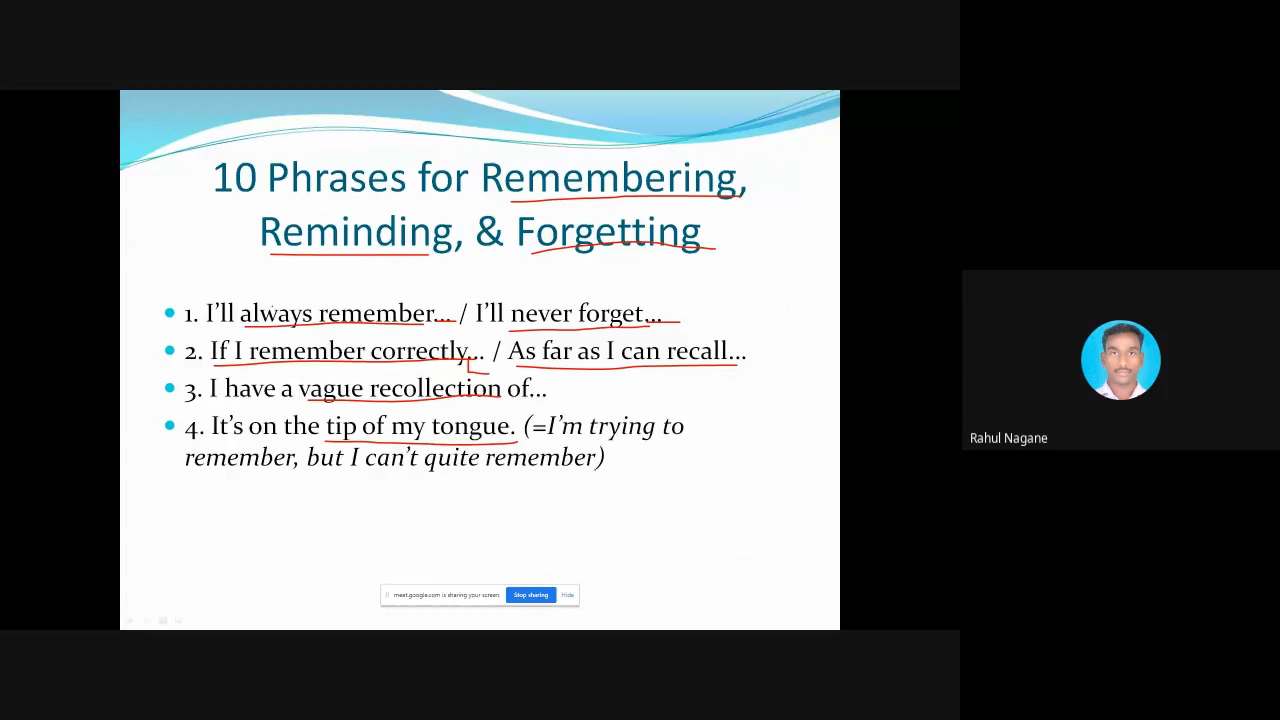 10 Phrases for Remembering,
Reminding, & Forgetting
1. I'll always remember... / I'll never forget...
2. If I remember correctly... / As far as I can recall...
3. I have a vague recollection of...
4. It's on the tip of my tongue. (=I'm trying to
remember, but I can't quite remember)
Rahul Nagane
meet.google.com is sharing your screen. Stop sharing Hide